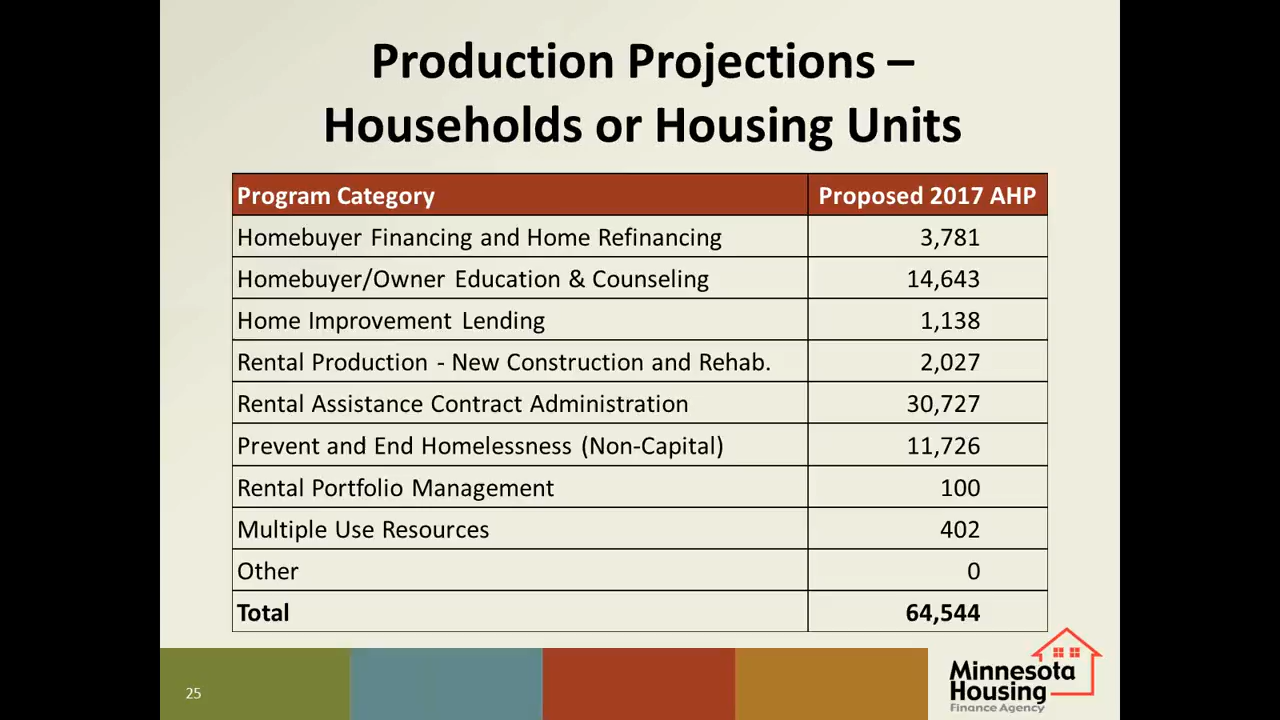 Production Projections –
Households or Housing Units
Program Category Proposed 2017 AHP
Homebuyer Financing and Home Refinancing 3,781
Homebuyer/Owner Education & Counseling 14,643
Home Improvement Lending 1,138
Rental Production - New Construction and Rehab. 2,027
Rental Assistance Contract Administration 30,727
Prevent and End Homelessness (Non-Capital) 11,726
Rental Portfolio Management 100
Multiple Use Resources 402
Other 0
Total 64,544
25
Minnesota
Housing
Finance Agency